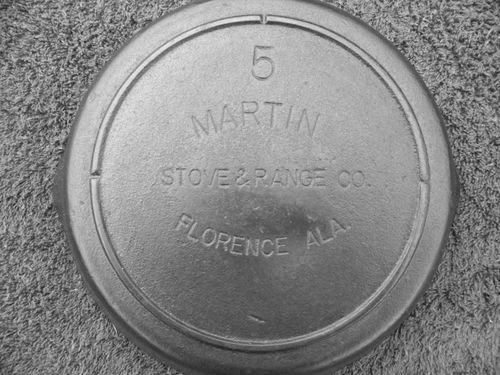 5
MARTIN
STOVE & RANGE CO.
FLORENCE ALA.